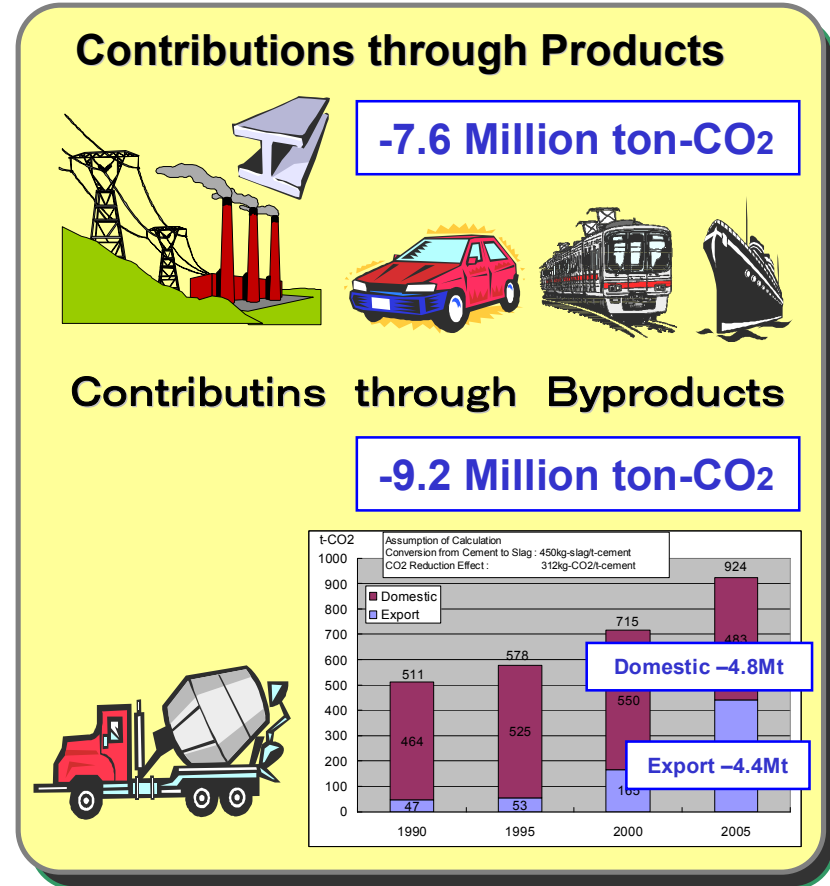 Contributions through Products
-7.6 Million ton-CO2
Contributins through Byproducts
-9.2 Million ton-CO2
t-CO2
Assumption of Calculation
Conversion from Cement to Slag : 450kg-slag/t-cement
CO2 Reduction Effect : 312kg-CO2/t-cement
1000
900
800
700
600
500
400
300
200
100
0
Domestic
Export
511
464
47
578
525
53
715
550
165
924
483
Domestic –4.8Mt
Export –4.4Mt
1990 1995 2000 2005